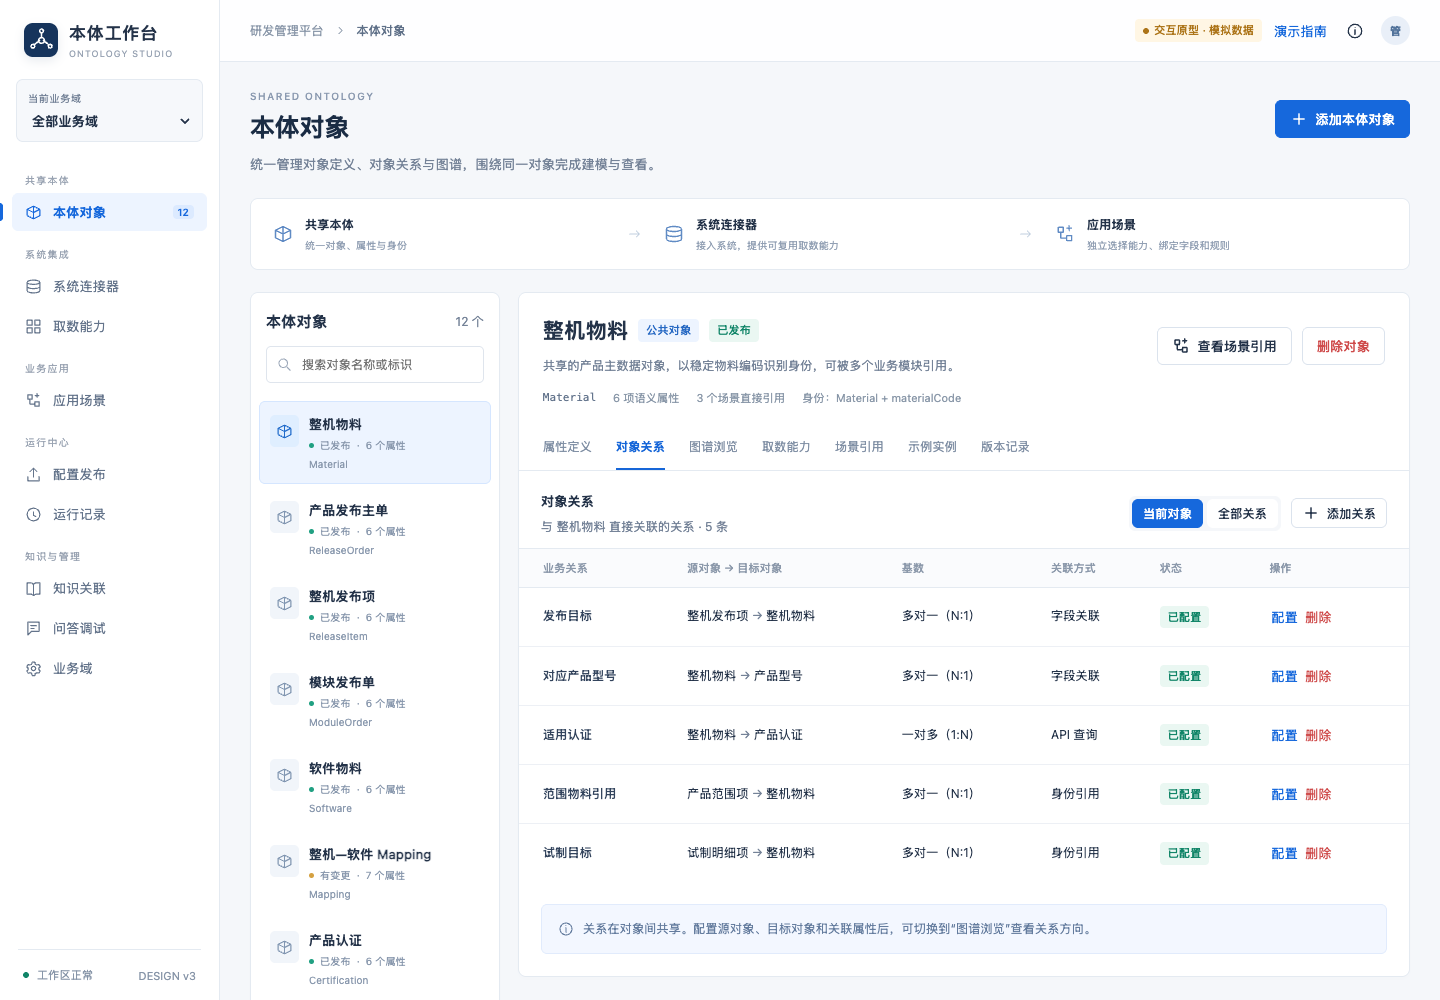 本体工作台
ONTOLOGY STUDIO
当前业务域
全部业务域
共享本体
本体对象 12
系统集成
系统连接器
取数能力
业务应用
应用场景
运行中心
配置发布
运行记录
知识与管理
知识关联
问答调试
业务域
工作区正常 DESIGN v3
研发管理平台 > 本体对象
交互原型 · 模拟数据 演示指南 管
SHARED ONTOLOGY
本体对象
统一管理对象定义、对象关系与图谱，围绕同一对象完成建模与查看。
+ 添加本体对象
共享本体
统一对象、属性与身份
→
系统连接器
接入系统，提供可复用取数能力
→
应用场景
独立选择能力、绑定字段和规则
本体对象 12 个
搜索对象名称或标识
整机物料
已发布 · 6 个属性
Material
产品发布主单
已发布 · 6 个属性
ReleaseOrder
整机发布项
已发布 · 6 个属性
ReleaseItem
模块发布单
已发布 · 6 个属性
ModuleOrder
软件物料
已发布 · 6 个属性
Software
整机—软件 Mapping
有变更 · 7 个属性
Mapping
产品认证
已发布 · 6 个属性
Certification
整机物料 公共对象 已发布
共享的产品主数据对象，以稳定物料编码识别身份，可被多个业务模块引用。
Material 6 项语义属性 3 个场景直接引用 身份：Material + materialCode
查看场景引用 删除对象
属性定义 对象关系 图谱浏览 取数能力 场景引用 示例实例 版本记录
对象关系
与 整机物料 直接关联的关系 · 5 条
当前对象 全部关系 + 添加关系
业务关系 源对象 → 目标对象 基数 关联方式 状态 操作
发布目标 整机发布项 → 整机物料 多对一（N:1） 字段关联 已配置 配置 删除
对应产品型号 整机物料 → 产品型号 多对一（N:1） 字段关联 已配置 配置 删除
适用认证 整机物料 → 产品认证 一对多（1:N） API 查询 已配置 配置 删除
范围物料引用 产品范围项 → 整机物料 多对一（N:1） 身份引用 已配置 配置 删除
试制目标 试制明细项 → 整机物料 多对一（N:1） 身份引用 已配置 配置 删除
关系在对象间共享。配置源对象、目标对象和关联属性后，可切换到“图谱浏览”查看关系方向。